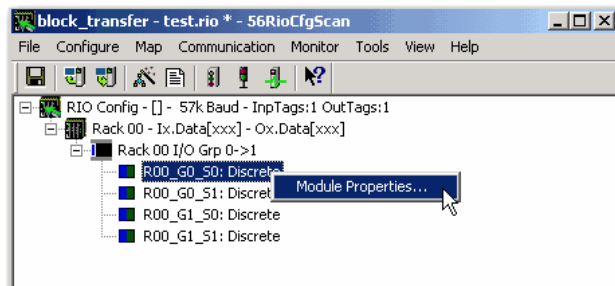 block_transfer - test.rio * - 56RioCfgScan
File Configure Map Communication Monitor Tools View Help
RIO Config - [] - 57k Baud - InpTags:1 OutTags:1
Rack 00 - Ix.Data[xxx] - Ox.Data[xxx]
Rack 00 I/O Grp 0->1
R00_G0_S0: Discrete
Module Properties...
R00_G0_S1: Discret
R00_G1_S0: Discrete
R00_G1_S1: Discrete